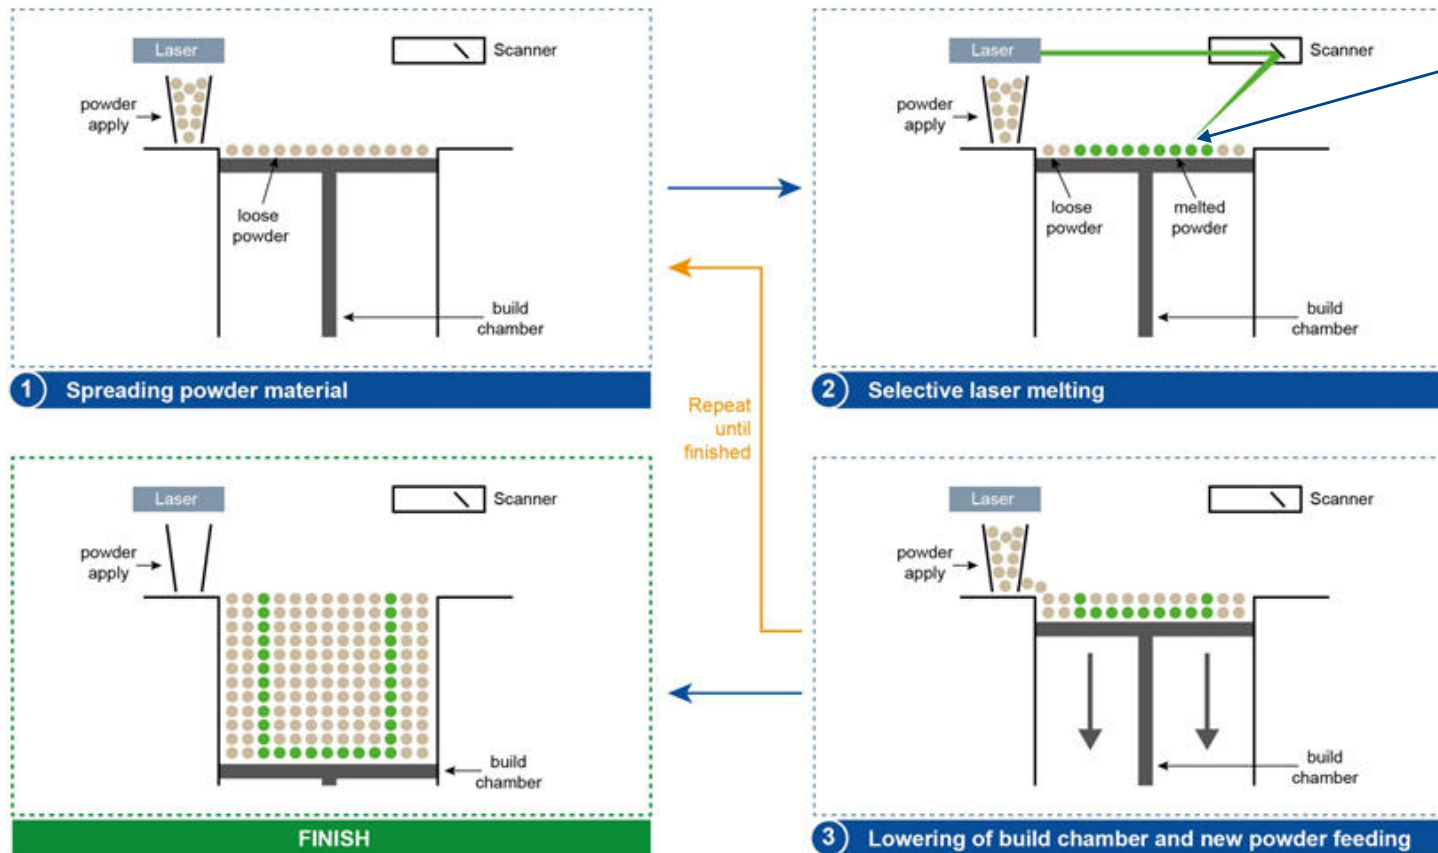 Laser
Scanner
powder
apply
loose
powder
build
chamber
1 Spreading powder material
Laser
Scanner
powder
apply
loose
powder
melted
powder
build
chamber
2 Selective laser melting
Repeat
until
finished
Laser
Scanner
powder
apply
build
chamber
FINISH
Laser
Scanner
powder
apply
build
chamber
3 Lowering of build chamber and new powder feeding